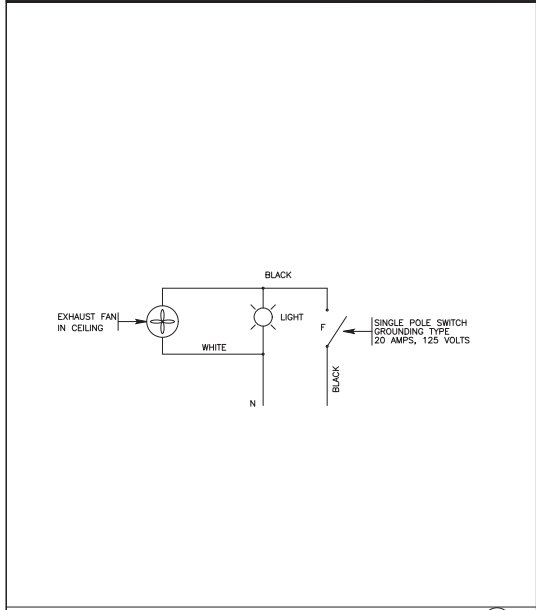 BLACK
EXHAUST FAN
IN CEILING
LIGHT
F
SINGLE POLE SWITCH
GROUNDING TYPE
20 AMPS, 125 VOLTS
WHITE
BLACK
N